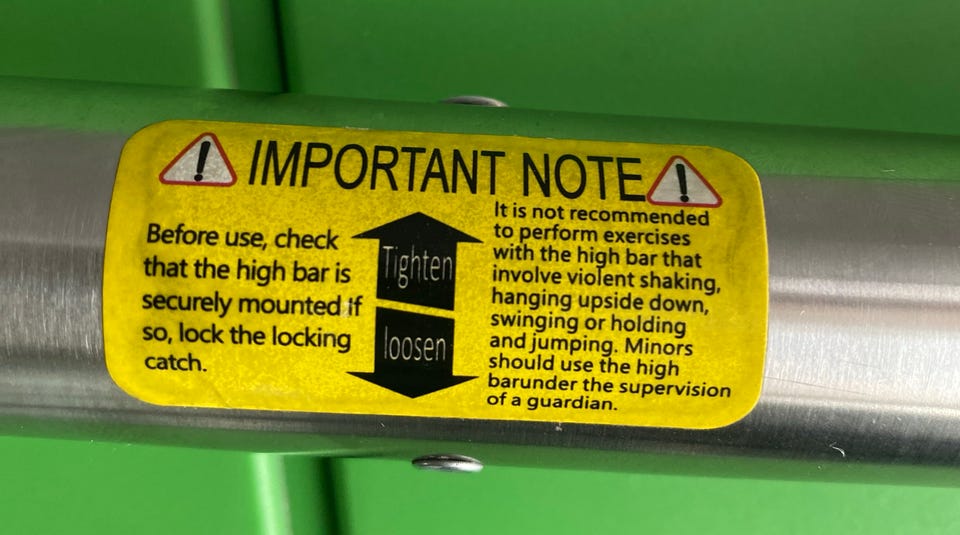 IMPORTANT NOTE
Before use, check
that the high bar is
securely mounted if
so, lock the locking
catch.
Tighten
loosen
It is not recommended
to perform exercises
with the high bar that
involve violent shaking,
hanging upside down,
swinging or holding
and jumping. Minors
should use the high
barunder the supervision
of a guardian.